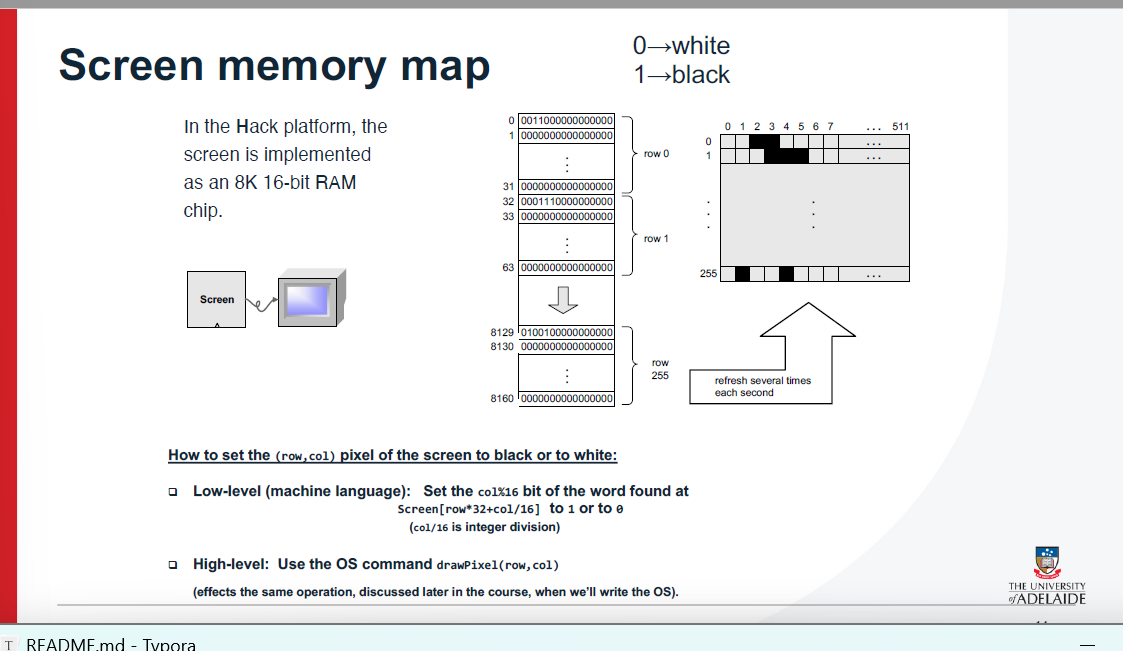 Screen memory map
0→white
1→black
In the Hack platform, the
screen is implemented
as an 8K 16-bit RAM
chip.
Screen
0 0011000000000000
1 0000000000000000
⋮
31 0000000000000000
row 0
32 0001110000000000
33 0000000000000000
⋮
63 0000000000000000
row 1
8129 0100100000000000
8130 0000000000000000
⋮
8160 0000000000000000
row
255
0 1 2 3 4 5 6 7 ... 511
0 ...
1 ...
⋮ ⋮
255 ...
refresh several times
each second
How to set the (row,col) pixel of the screen to black or to white:
❑ Low-level (machine language): Set the col%16 bit of the word found at
Screen[row*32+col/16] to 1 or to 0
(col/16 is integer division)
❑ High-level: Use the OS command drawPixel(row,col)
(effects the same operation, discussed later in the course, when we'll write the OS).
THE UNIVERSITY
of ADELAIDE
T README.md - Typora